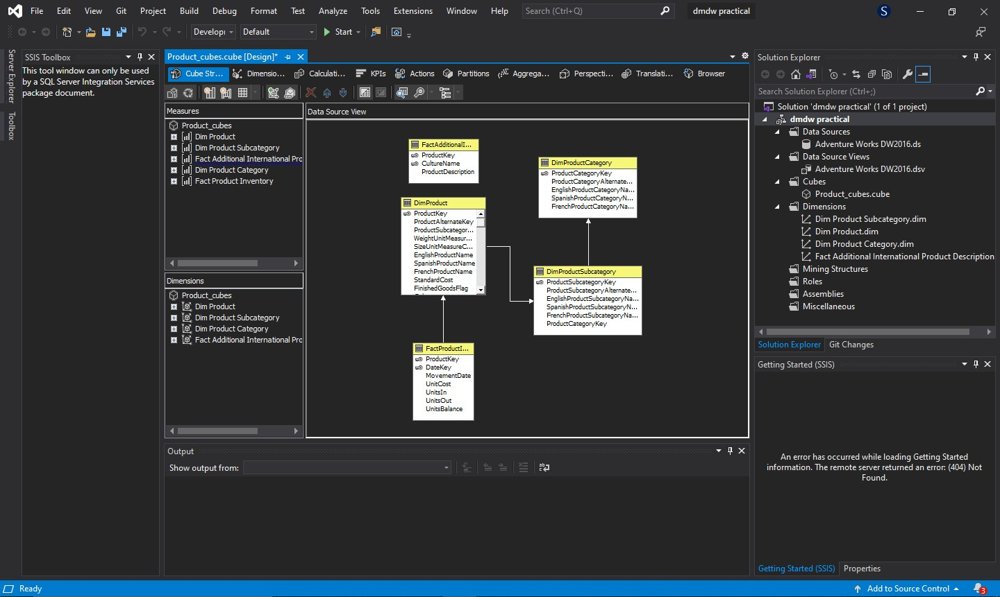 File Edit View Git Project Build Debug Format Test Analyze Tools Extensions Window Help Search (Ctrl+Q) dmdw practical S
Developi Default Start
Server Explorer
Toolbox
SSIS Toolbox
This tool window can only be used
by a SQL Server Integration Services
package document.
Product_cubes.cube [Design]*
Cube Str... Dimensio... Calculati... KPIs Actions Partitions Aggrega... Perspecti... Translati... Browser
Measures
Product_cubes
Dim Product
Dim Product Subcategory
Fact Additional International Pro
Dim Product Category
Fact Product Inventory
Dimensions
Product_cubes
Dim Product
Dim Product Subcategory
Dim Product Category
Fact Additional International Pro
Data Source View
FactAdditionalI...
ProductKey
CultureName
ProductDescription
DimProductCategory
ProductCategoryKey
ProductCategoryAlternate...
EnglishProductCategoryNa...
SpanishProductCategoryN...
FrenchProductCategoryNa...
DimProduct
ProductKey
ProductAlternateKey
ProductSubcategor...
WeightUnitMeasur...
SizeUnitMeasureC...
EnglishProductName
SpanishProductName
FrenchProductName
StandardCost
FinishedGoodsFlag
DimProductSubcategory
ProductSubcategoryKey
ProductSubcategoryAlternate...
EnglishProductSubcategoryNa...
SpanishProductSubcategoryN...
FrenchProductSubcategoryNa...
ProductCategoryKey
FactProductI...
ProductKey
DateKey
MovementDate
UnitCost
UnitsIn
UnitsOut
UnitsBalance
Output
Show output from:
Solution Explorer
Search Solution Explorer (Ctrl+;)
Solution 'dmdw practical' (1 of 1 project)
dmdw practical
Data Sources
Adventure Works DW2016.ds
Data Source Views
Adventure Works DW2016.dsv
Cubes
Product_cubes.cube
Dimensions
Dim Product Subcategory.dim
Dim Product.dim
Dim Product Category.dim
Fact Additional International Product Description
Mining Structures
Roles
Assemblies
Miscellaneous
Solution Explorer Git Changes
Getting Started (SSIS)
An error has occurred while loading Getting Started
information. The remote server returned an error: (404) Not
Found.
Getting Started (SSIS) Properties
Ready
Add to Source Control 3